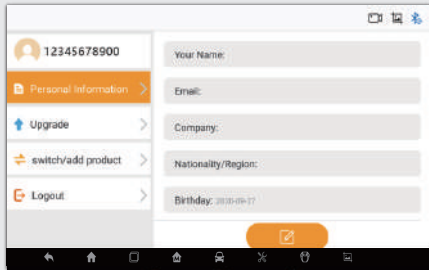 12345678900
Personal Information
Upgrade
switch/add product
Logout
Your Name:
Email:
Company:
Nationality/Region:
Birthday: 2020-09-17